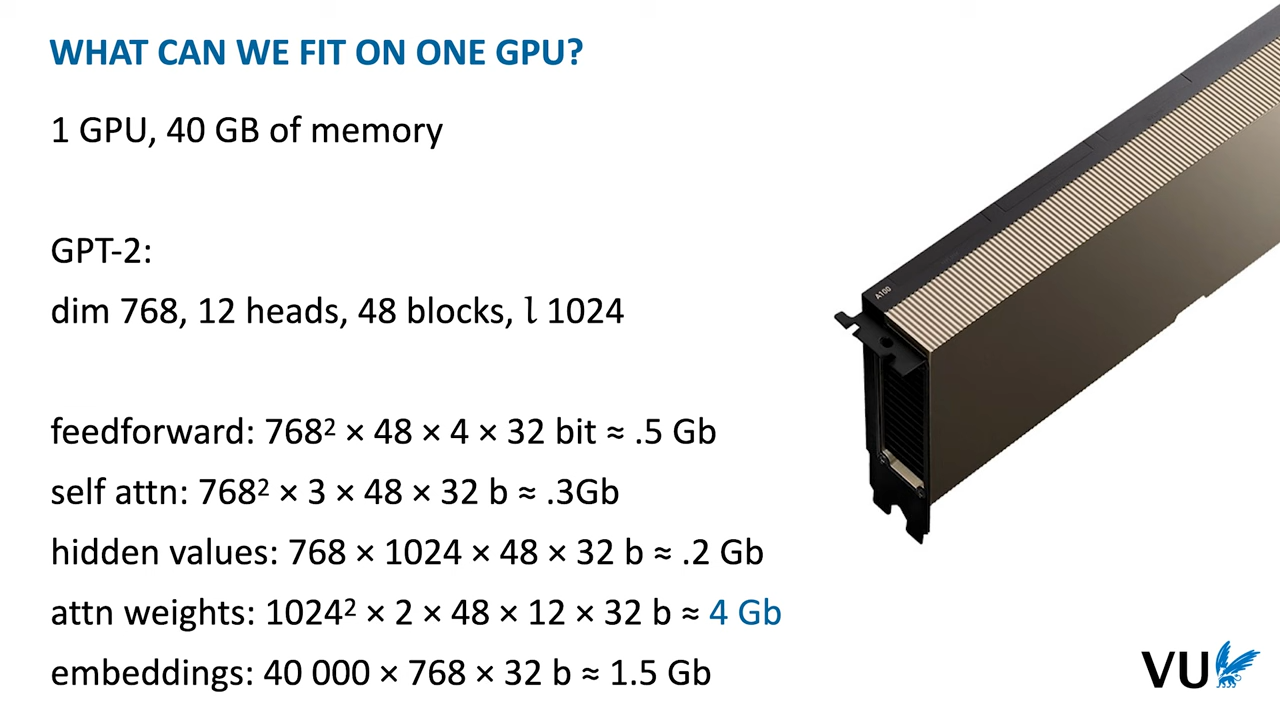 WHAT CAN WE FIT ON ONE GPU?
1 GPU, 40 GB of memory
GPT-2:
dim 768, 12 heads, 48 blocks, l 1024
feedforward: 768² × 48 × 4 × 32 bit ≈ .5 Gb
self attn: 768² × 3 × 48 × 32 b ≈ .3Gb
hidden values: 768 × 1024 × 48 × 32 b ≈ .2 Gb
attn weights: 1024² × 2 × 48 × 12 × 32 b ≈ 4 Gb
embeddings: 40 000 × 768 × 32 b ≈ 1.5 Gb
A100
VU